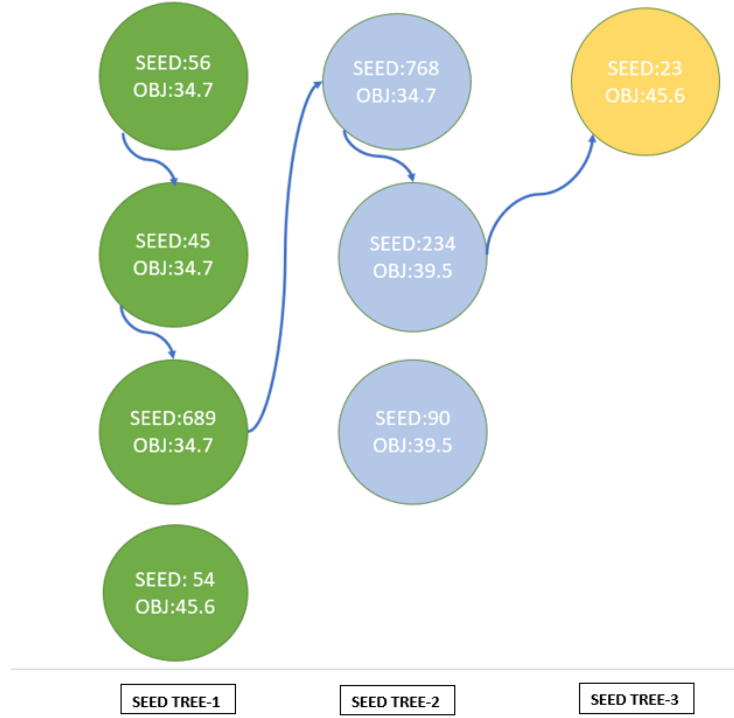 SEED:56
OBJ:34.7
SEED:45
OBJ:34.7
SEED:689
OBJ:34.7
SEED: 54
OBJ:45.6
SEED:768
OBJ:34.7
SEED:234
OBJ:39.5
SEED:90
OBJ:39.5
SEED:23
OBJ:45.6
SEED TREE-1
SEED TREE-2
SEED TREE-3